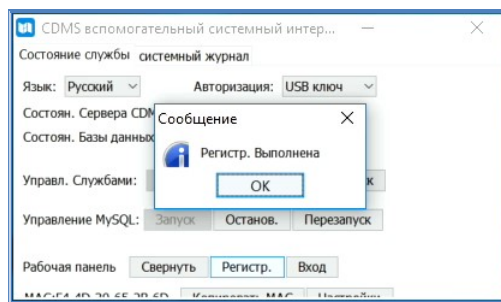 CDMS вспомогательный системный интер...
Состояние службы системный журнал
Язык: Русский Авторизация: USB ключ
Состоян. Сервера CDM
Сообщение
Состоян. Базы данных
Регистр. Выполнена
Управл. Службами:
OK
Управление MySQL: Запуск Останов. Перезапуск
Рабочая панель Свернуть Регистр. Вход